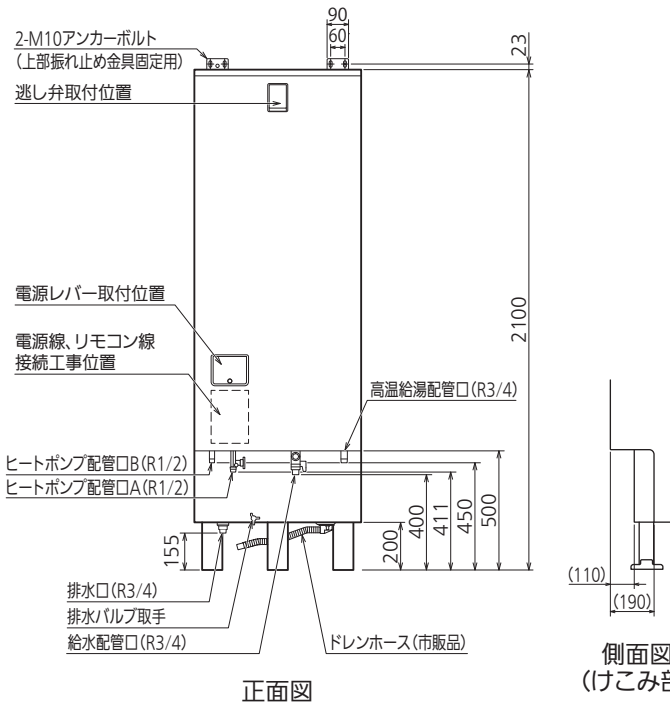 90
60
23
2-M10アンカーボルト
(上部振れ止め金具固定用)
逃し弁取付位置
2100
電源レバー取付位置
電源線、リモコン線
接続工事位置
高温給湯配管口(R3/4)
ヒートポンプ配管口B(R1/2)
ヒートポンプ配管口A(R1/2)
155
200
400
411
450
500
排水口(R3/4)
排水バルブ取手
給水配管口(R3/4)
ドレンホース(市販品)
(110)
(190)
正面図
側面図
(けこみ部